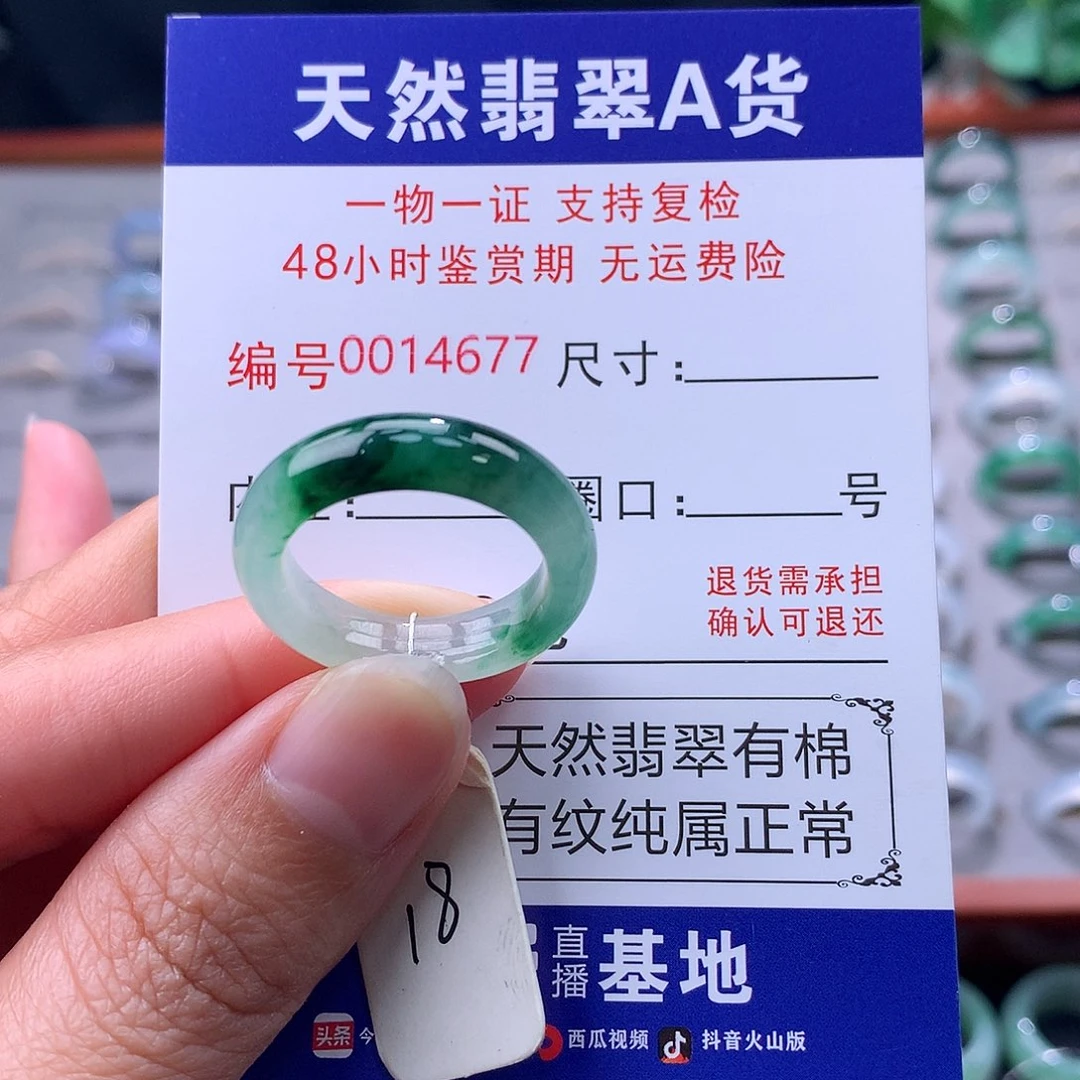 天然翡翠A货
一物一证 支持复检
48小时鉴赏期 无运费险
编号0014677 尺寸:
圈口: 号
退货需承担
确认可退还
天然翡翠有棉
有纹纯属正常
18
直播基地
头条 今 西瓜视频 抖音火山版